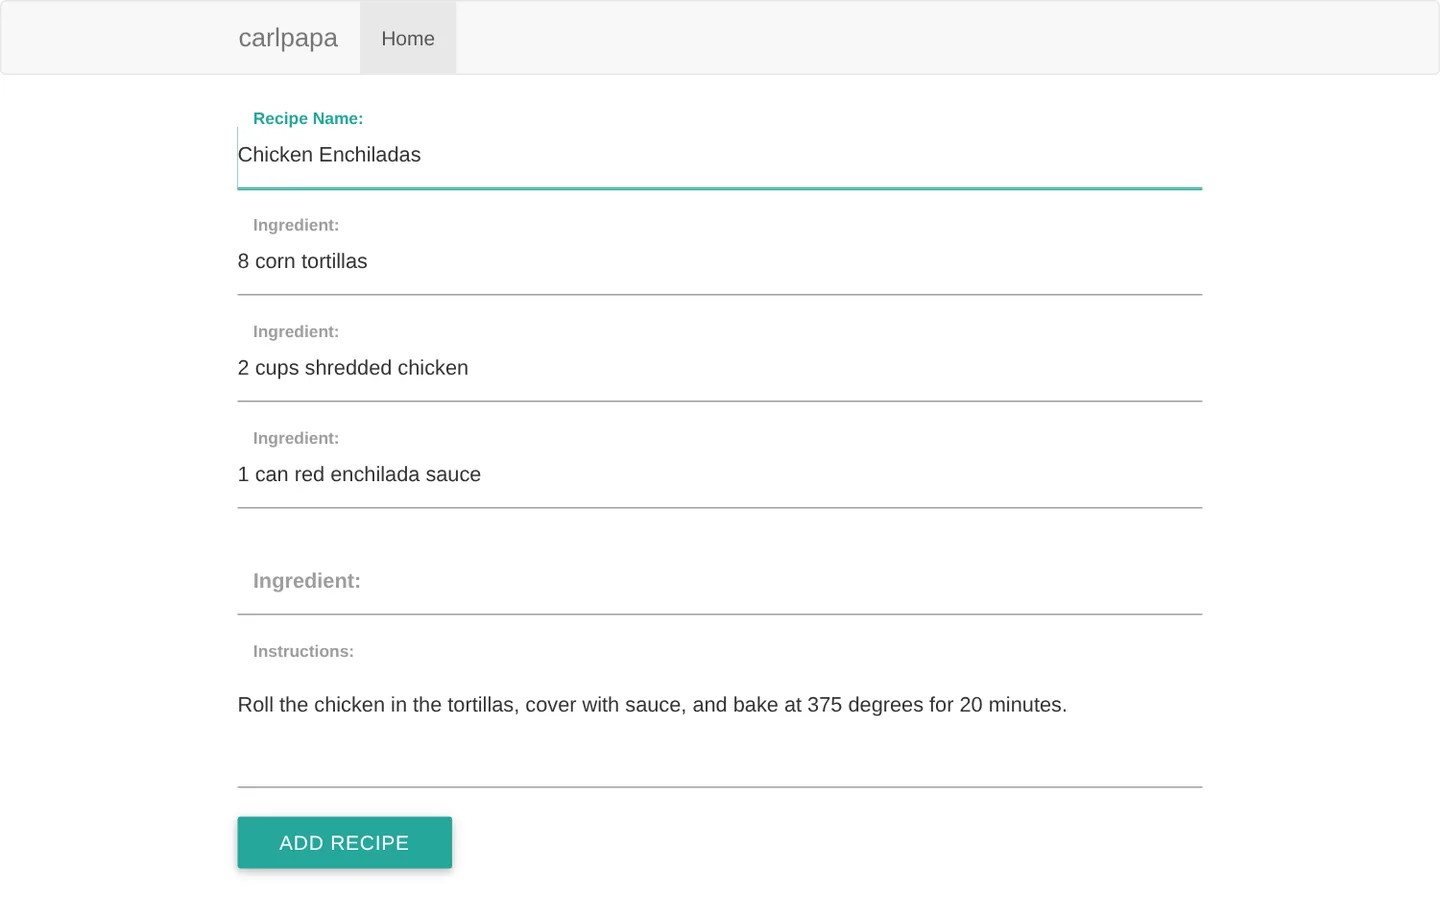 carlpapa Home
Recipe Name:
Chicken Enchiladas
Ingredient:
8 corn tortillas
Ingredient:
2 cups shredded chicken
Ingredient:
1 can red enchilada sauce
Ingredient:
Instructions:
Roll the chicken in the tortillas, cover with sauce, and bake at 375 degrees for 20 minutes.
ADD RECIPE